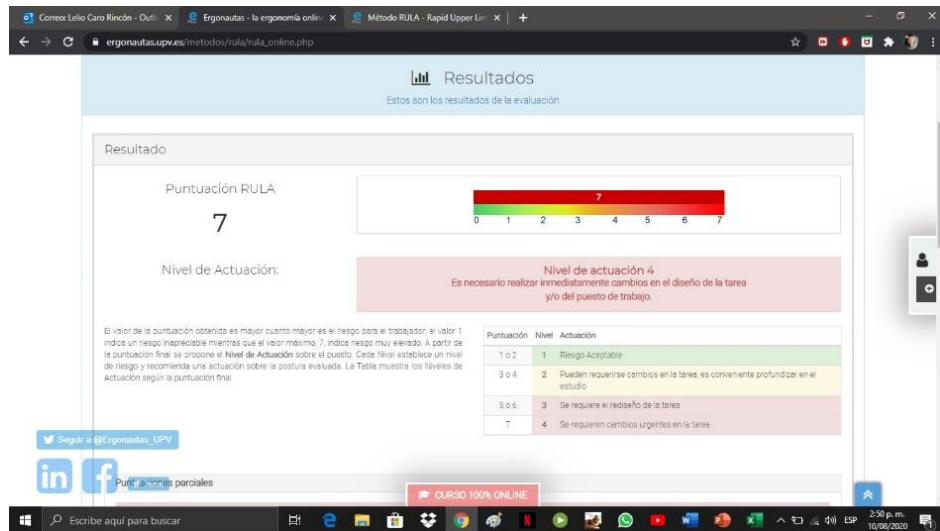 Correo: Lelio Caro Rincón - Outl
Ergonautas - la ergonomía onlin
Método RULA - Rapid Upper Lim
ergonautas.upv.es/metodos/rula/rula_online.php
Resultados
Estos son los resultados de la evaluación
Resultado
Puntuación RULA
7
7
0 1 2 3 4 5 6 7
Nivel de Actuación:
Nivel de actuación 4
Es necesario realizar inmediatamente cambios en el diseño de la tarea
y/o del puesto de trabajo.
El valor de la puntuación obtenida es mayor cuanto mayor es el riesgo para el trabajador; el valor 1
indica un riesgo inapreciable mientras que el valor máximo, 7, indica riesgo muy elevado. A partir de
la puntuación final se propone el Nivel de Actuación sobre el puesto. Cada Nivel establece un nivel
de riesgo y recomienda una actuación sobre la postura evaluada. La Tabla muestra los Niveles de
Actuación según la puntuación final.
Puntuación Nivel Actuación
1 o 2 1 Riesgo Aceptable
3 o 4 2 Pueden requerirse cambios en la tarea; es conveniente profundizar en el
estudio
5 o 6 3 Se requiere el rediseño de la tarea
7 4 Se requieren cambios urgentes en la tarea
Seguir a @Ergonautas_UPV
in f
Puntuaciones parciales
CURSO 100% ONLINE
Escribe aquí para buscar
ESP
2:50 p. m.
10/08/2020